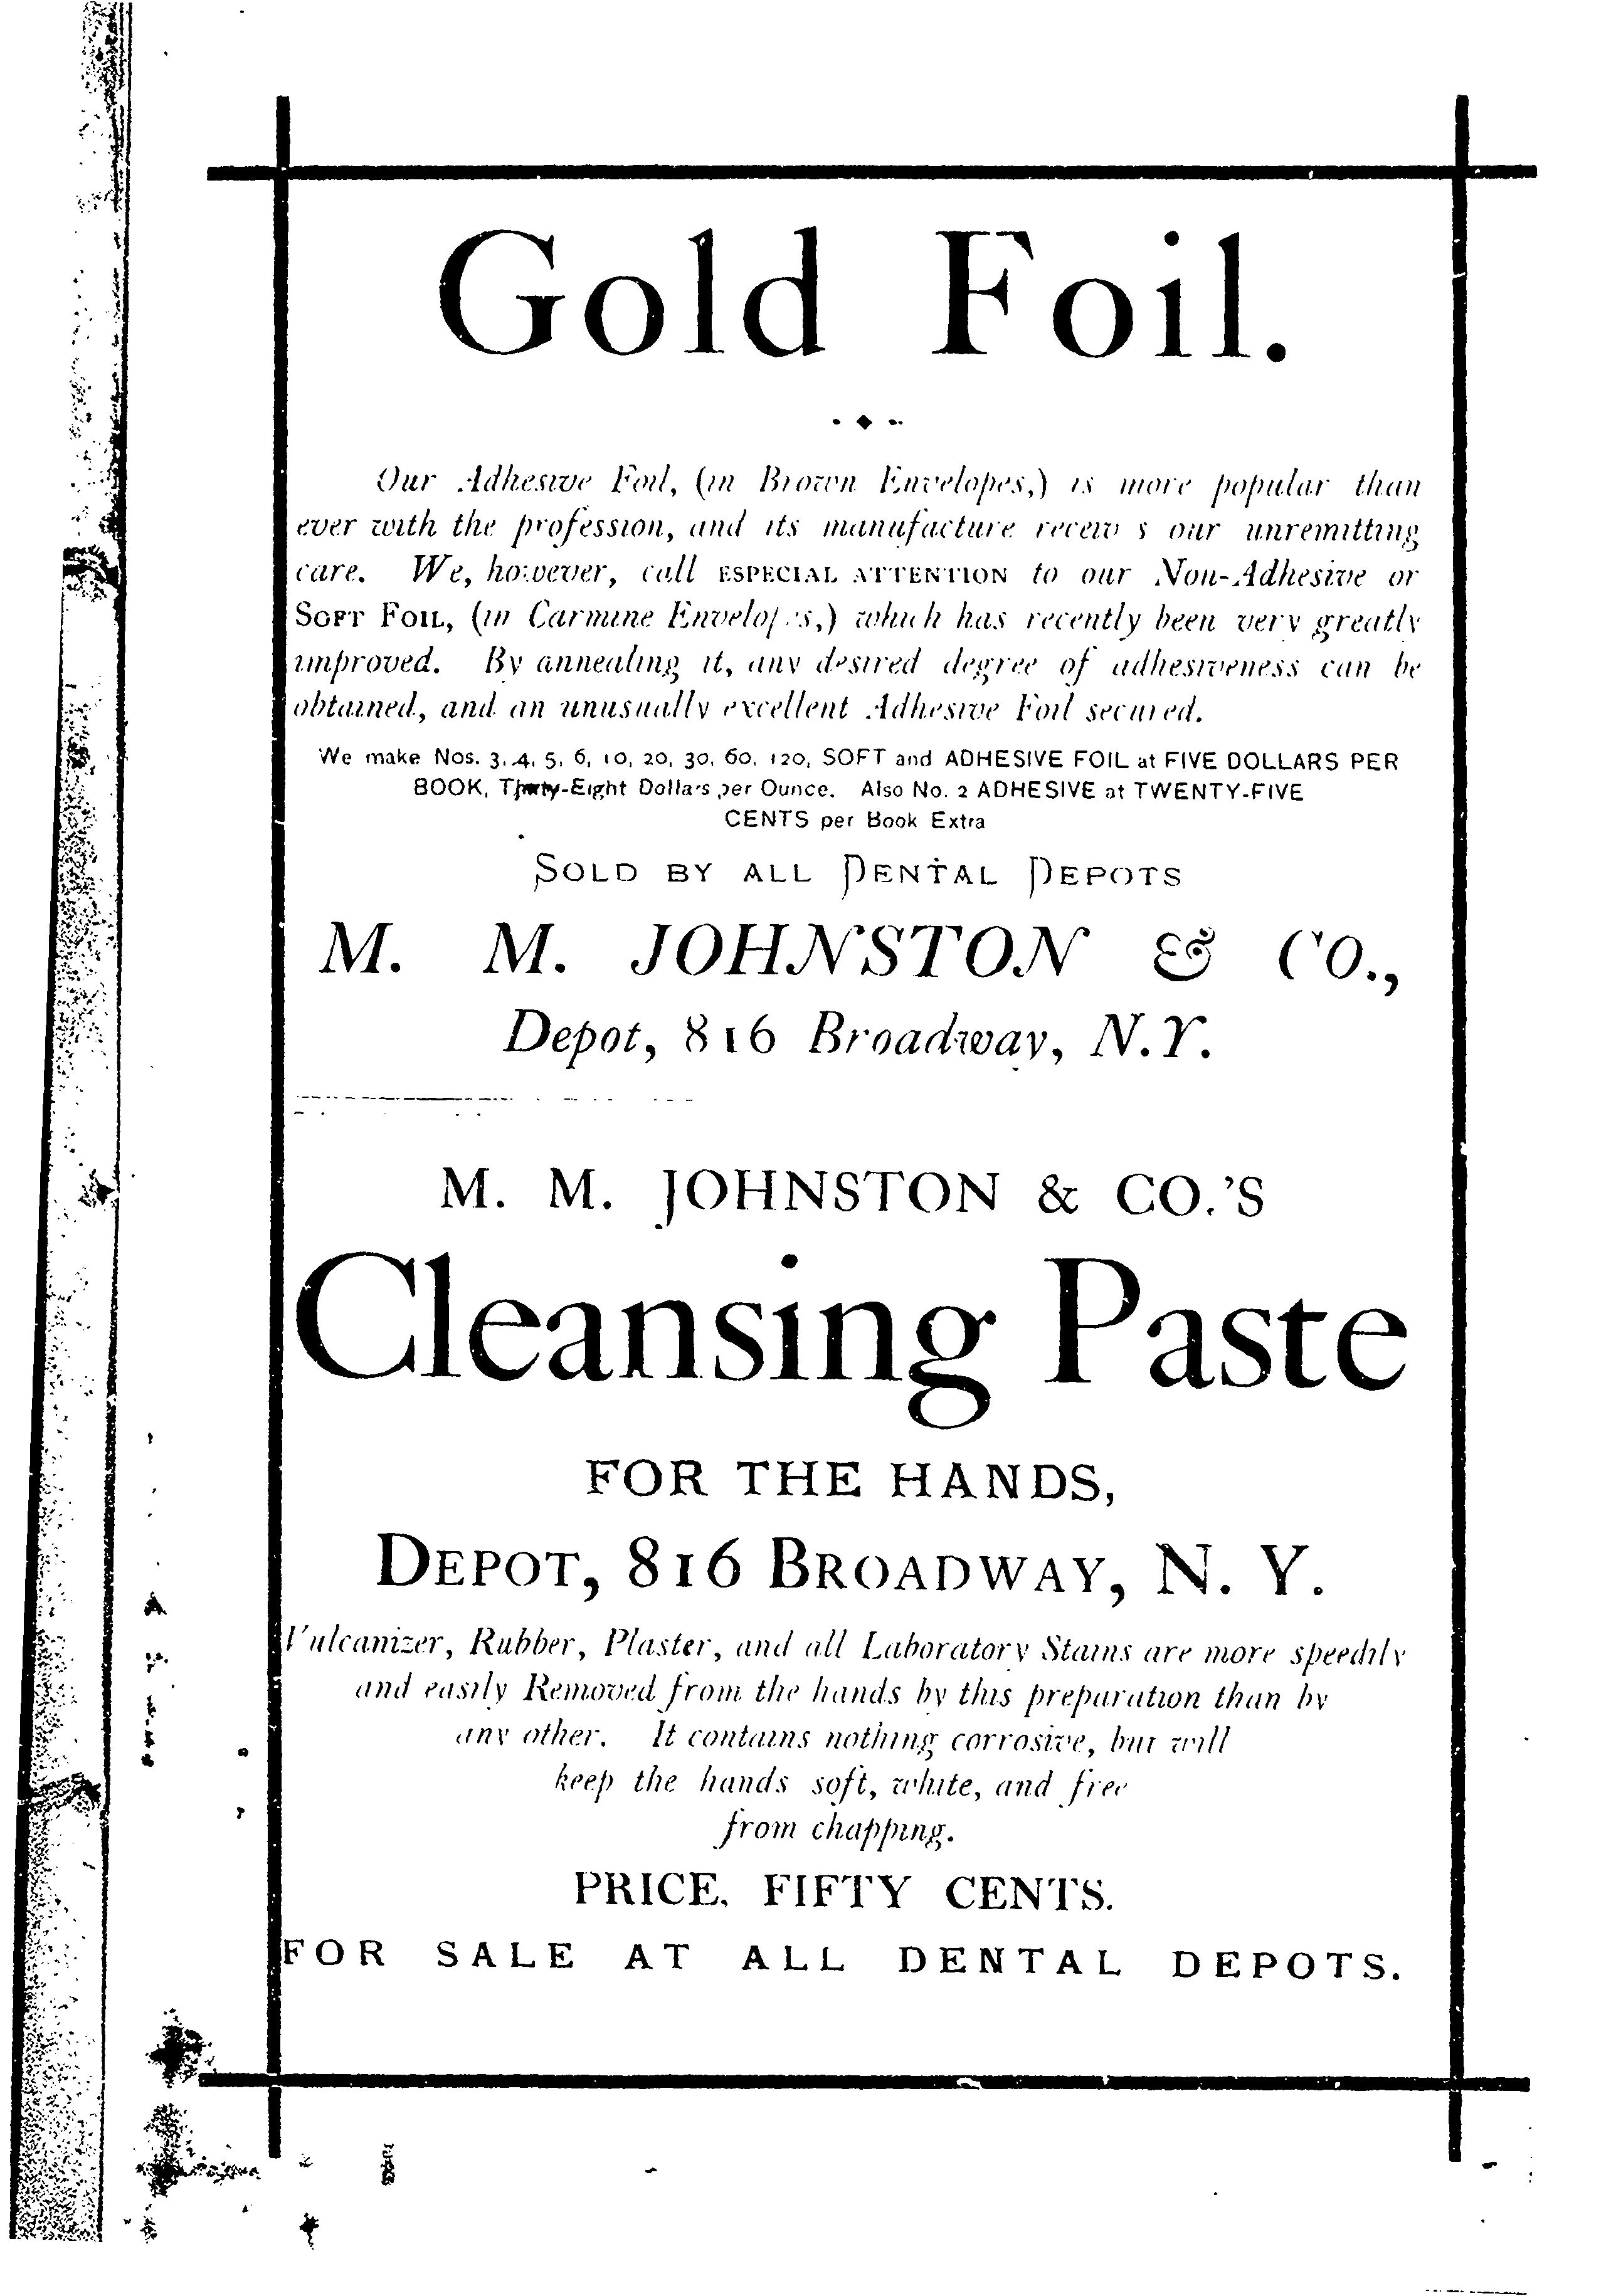 Gold Foil.
Our Adhesive Foil, (in Brown Envelopes,) is more popular than
ever with the profession, and its manufacture receives our unremitting
care. We, however, call ESPECIAL ATTENTION to our Non-Adhesive or
SOFT FOIL, (in Carmine Envelopes,) which has recently been very greatly
improved. By annealing it, any desired degree of adhesiveness can be
obtained, and an unusually excellent Adhesive Foil secured.
We make Nos. 3, 4, 5, 6, 10, 20, 30, 60, 120, SOFT and ADHESIVE FOIL at FIVE DOLLARS PER
BOOK, Thirty-Eight Dollars per Ounce. Also No. 2 ADHESIVE at TWENTY-FIVE
CENTS per Book Extra
SOLD BY ALL DENTAL DEPOTS
M. M. JOHNSTON & CO.,
Depot, 816 Broadway, N.Y.
M. M. JOHNSTON & CO.'S
Cleansing Paste
FOR THE HANDS,
DEPOT, 816 BROADWAY, N. Y.
Vulcanizer, Rubber, Plaster, and all Laboratory Stains are more speedily
and easily Removed from the hands by this preparation than by
any other. It contains nothing corrosive, but will
keep the hands soft, white, and free
from chapping.
PRICE, FIFTY CENTS.
FOR SALE AT ALL DENTAL DEPOTS.